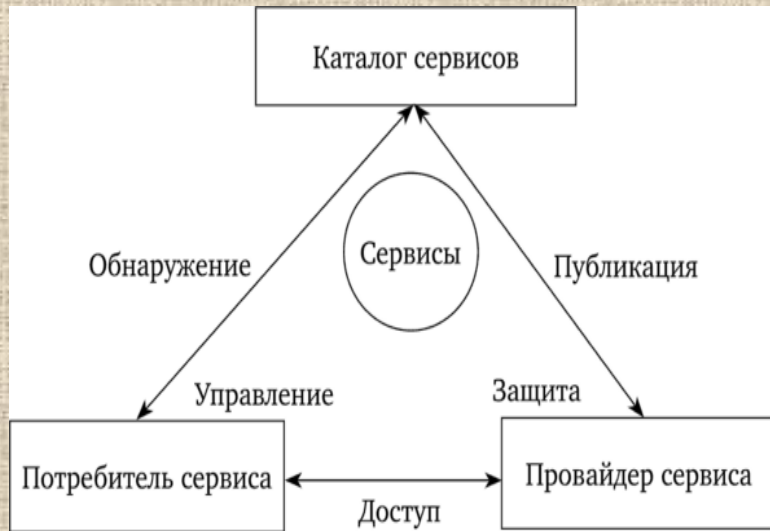 Каталог сервисов
Сервисы
Обнаружение
Публикация
Управление
Защита
Потребитель сервиса
Провайдер сервиса
Доступ